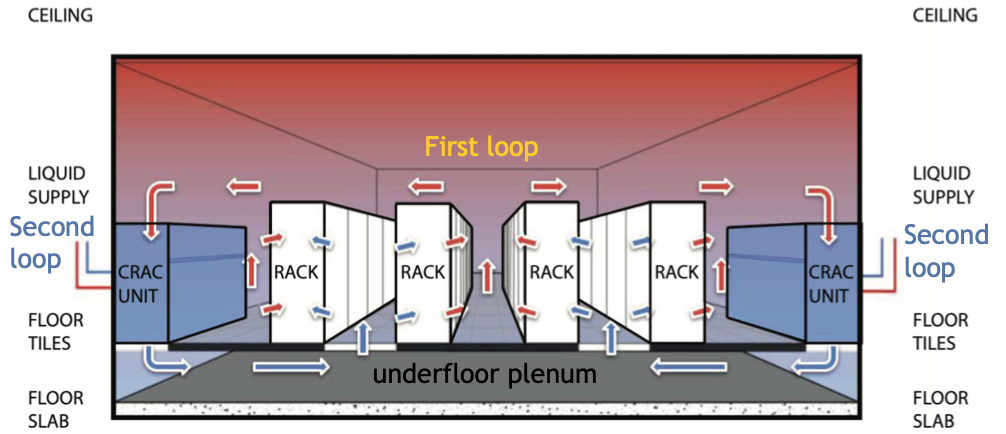 CEILING
CEILING
First loop
LIQUID
SUPPLY
LIQUID
SUPPLY
Second
loop
Second
loop
CRAC
UNIT
RACK
RACK
RACK
RACK
CRAC
UNIT
FLOOR
TILES
FLOOR
TILES
underfloor plenum
FLOOR
SLAB
FLOOR
SLAB